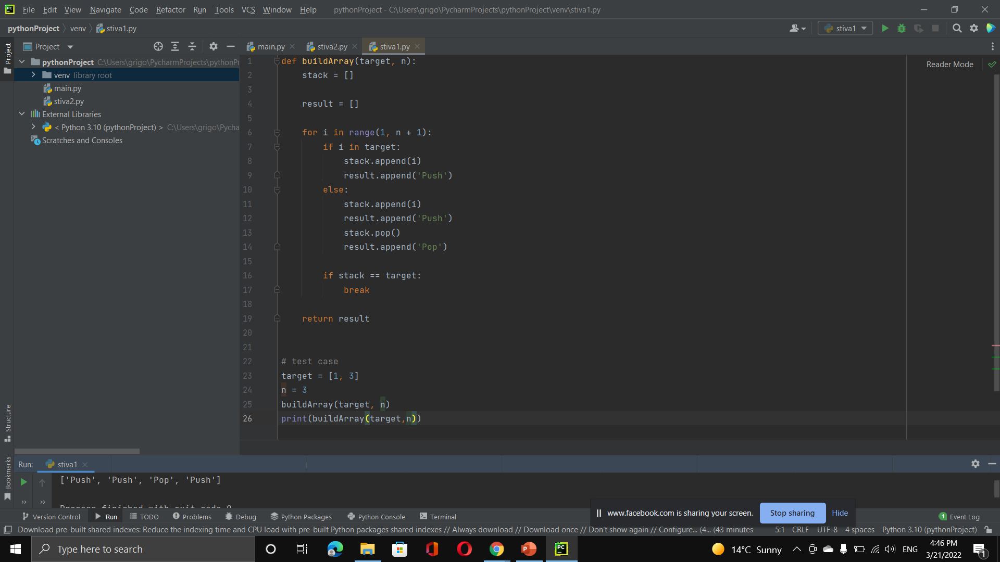 File Edit View Navigate Code Refactor Run Tools VCS Window Help pythonProject - C:\Users\grigo\PycharmProjects\pythonProject\venv\stiva1.py
pythonProject venv stiva1.py stiva1
Project main.py stiva2.py stiva1.py
Project
pythonProject C:\Users\grigo\PycharmProjects\pythonP
venv library root
main.py
stiva2.py
External Libraries
< Python 3.10 (pythonProject) > C:\Users\grigo\Pycha
Scratches and Consoles
Reader Mode
1 def buildArray(target, n):
2     stack = []
3
4     result = []
5
6     for i in range(1, n + 1):
7         if i in target:
8             stack.append(i)
9             result.append('Push')
10         else:
11             stack.append(i)
12             result.append('Push')
13             stack.pop()
14             result.append('Pop')
15
16         if stack == target:
17             break
18
19     return result
20
21
22 # test case
23 target = [1, 3]
24 n = 3
25 buildArray(target, n)
26 print(buildArray(target,n))
Structure
Bookmarks
Run: stiva1
['Push', 'Push', 'Pop', 'Push']
Process finished with exit code 0
www.facebook.com is sharing your screen. Stop sharing Hide
Version Control Run TODO Problems Debug Python Packages Python Console Terminal 1 Event Log
Download pre-built shared indexes: Reduce the indexing time and CPU load with pre-built Python packages shared indexes // Always download // Download once // Don't show again // Configure... (4... (43 minutes 5:1 CRLF UTF-8 4 spaces Python 3.10 (pythonProject)
Type here to search 14°C Sunny ENG 4:46 PM
3/21/2022 1